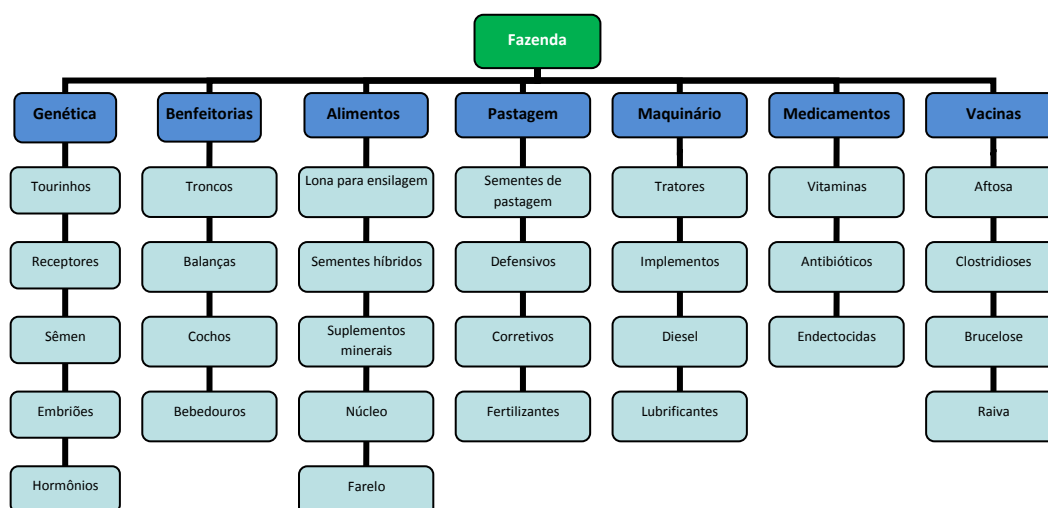 Fazenda
Genética
Benfeitorias
Alimentos
Pastagem
Maquinário
Medicamentos
Vacinas
Tourinhos
Troncos
Lona para ensilagem
Sementes de
pastagem
Tratores
Vitaminas
Aftosa
Receptores
Balanças
Sementes híbridos
Defensivos
Implementos
Antibióticos
Clostridioses
Sêmen
Cochos
Suplementos
minerais
Corretivos
Diesel
Endectocidas
Brucelose
Embriões
Bebedouros
Núcleo
Fertilizantes
Lubrificantes
Raiva
Hormônios
Farelo